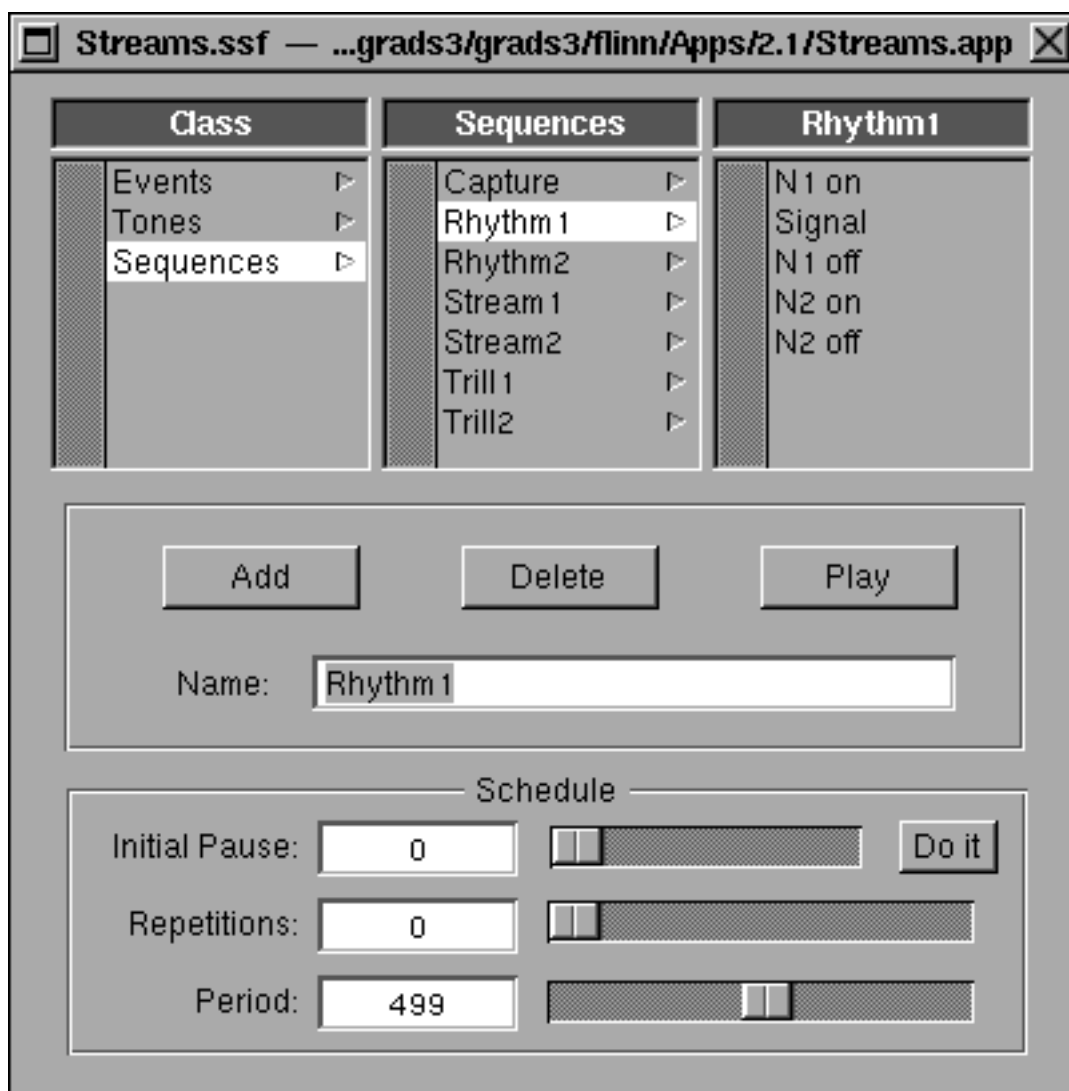 Streams.ssf — ...grads3/grads3/flinn/Apps/2.1/Streams.app
Class
Sequences
Rhythm1
Events
Tones
Sequences
Capture
Rhythm1
Rhythm2
Stream1
Stream2
Trill1
Trill2
N1 on
Signal
N1 off
N2 on
N2 off
Add
Delete
Play
Name: Rhythm1
Schedule
Initial Pause: 0
Do it
Repetitions: 0
Period: 499